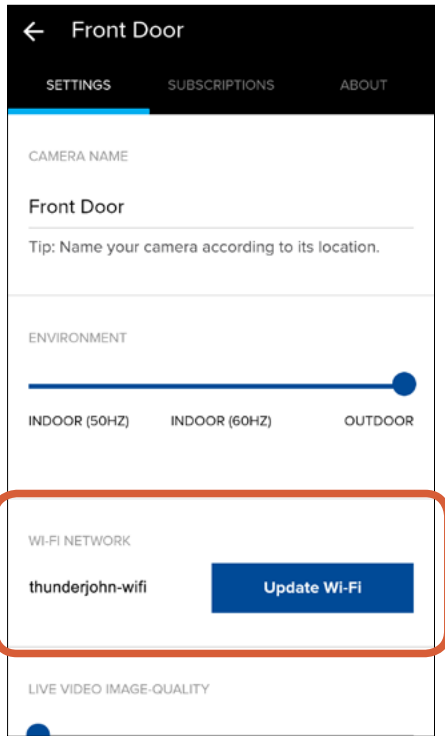 Front Door
SETTINGS SUBSCRIPTIONS ABOUT
CAMERA NAME
Front Door
Tip: Name your camera according to its location.
ENVIRONMENT
INDOOR (50HZ) INDOOR (60HZ) OUTDOOR
WI-FI NETWORK
thunderjohn-wifi Update Wi-Fi
LIVE VIDEO IMAGE-QUALITY